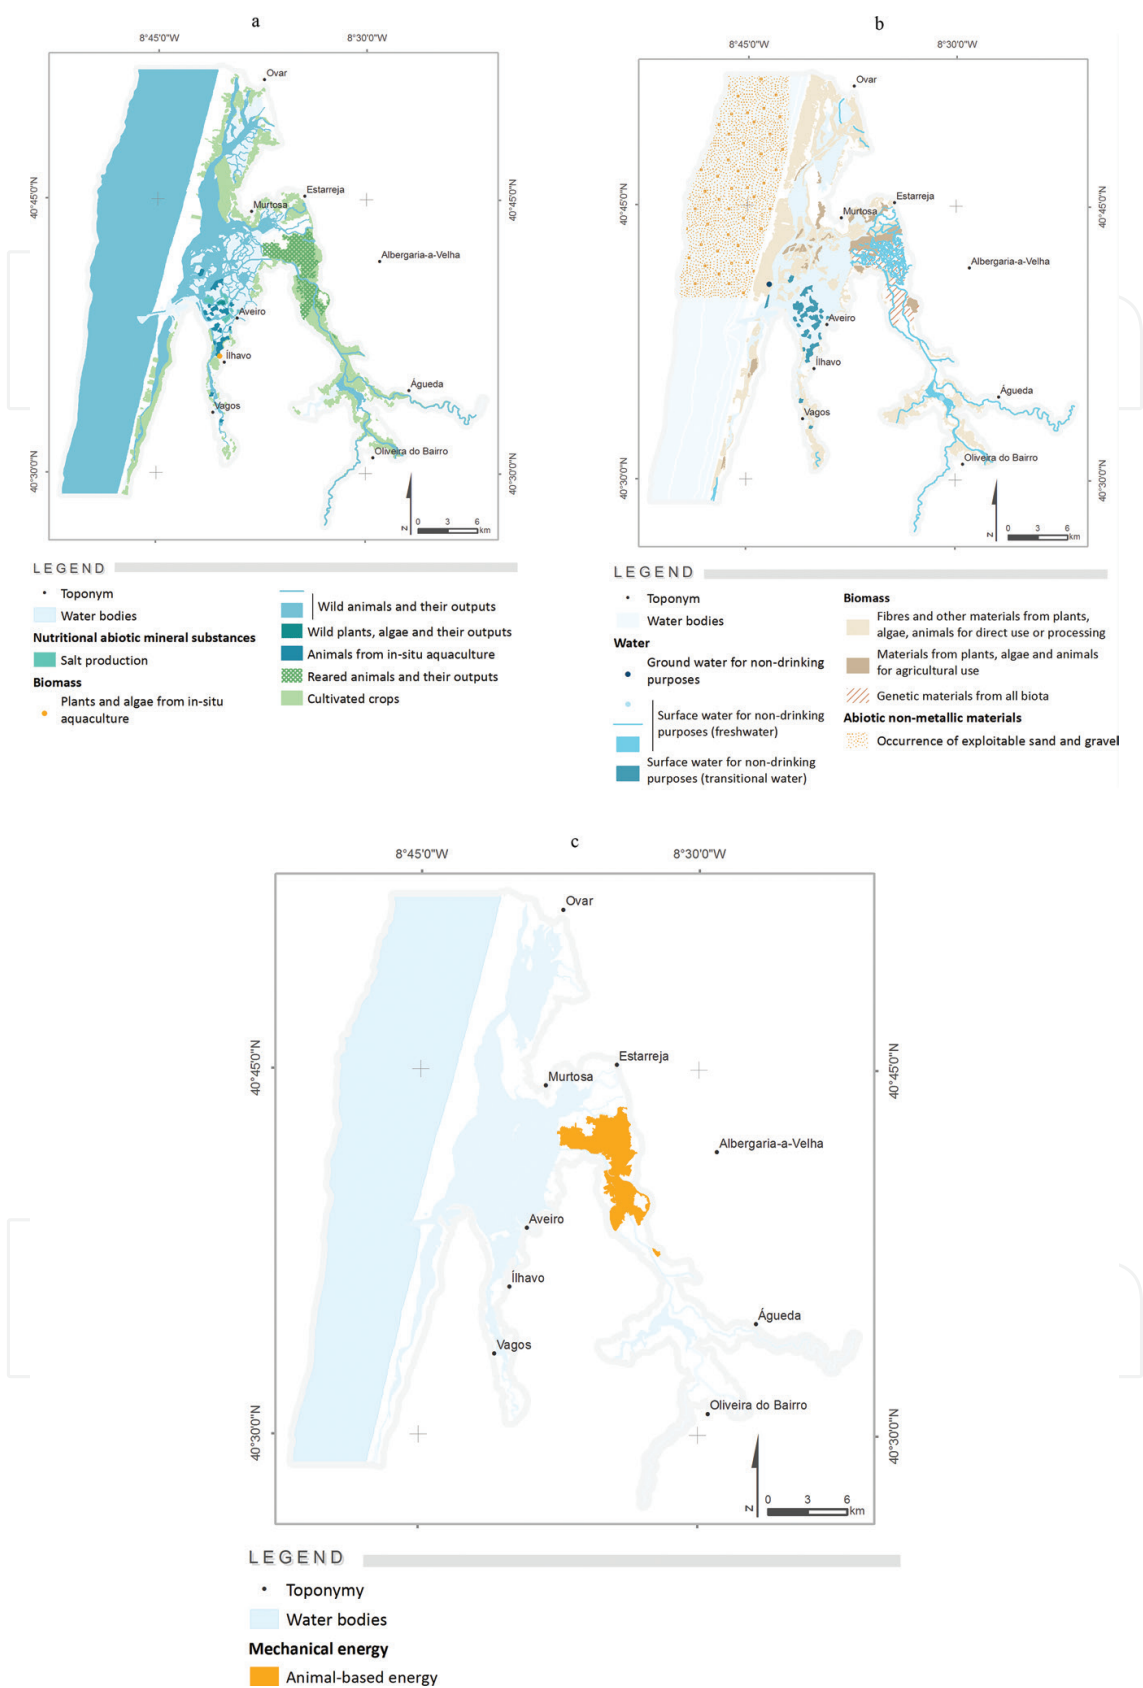 a
8°45'0"W
8°30'0"W
Ovar
40°45'0"N
40°45'0"N
Estarreja
Murtosa
Albergaria-a-Velha
Aveiro
Ílhavo
Águeda
Vagos
Oliveira do Bairro
40°30'0"N
40°30'0"N
N
0 3 6
km
LEGEND
Toponym
Water bodies
Nutritional abiotic mineral substances
Salt production
Biomass
Plants and algae from in-situ
aquaculture
Wild animals and their outputs
Wild plants, algae and their outputs
Animals from in-situ aquaculture
Reared animals and their outputs
Cultivated crops
b
8°45'0"W
8°30'0"W
Ovar
40°45'0"N
40°45'0"N
Estarreja
Murtosa
Albergaria-a-Velha
Aveiro
Ílhavo
Águeda
Vagos
Oliveira do Bairro
40°30'0"N
40°30'0"N
N
0 3 6
km
LEGEND
Toponym
Water bodies
Water
Ground water for non-drinking
purposes
Surface water for non-drinking
purposes (freshwater)
Surface water for non-drinking
purposes (transitional water)
Biomass
Fibres and other materials from plants,
algae, animals for direct use or processing
Materials from plants, algae and animals
for agricultural use
Genetic materials from all biota
Abiotic non-metallic materials
Occurrence of exploitable sand and gravel
c
8°45'0"W
8°30'0"W
Ovar
40°45'0"N
40°45'0"N
Estarreja
Murtosa
Albergaria-a-Velha
Aveiro
Ílhavo
Águeda
Vagos
Oliveira do Bairro
40°30'0"N
40°30'0"N
N
0 3 6
km
LEGEND
Toponymy
Water bodies
Mechanical energy
Animal-based energy